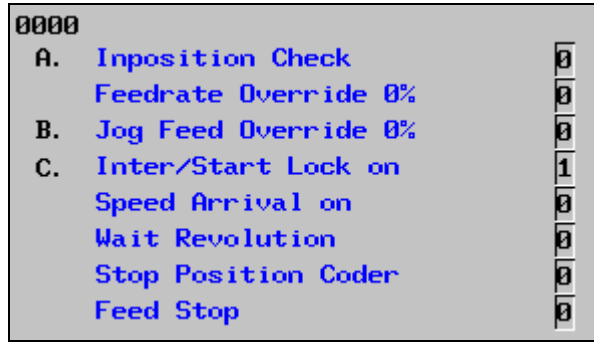 0000
A. Inposition Check 0
Feedrate Override 0% 0
B. Jog Feed Override 0% 0
C. Inter/Start Lock on 1
Speed Arrival on 0
Wait Revolution 0
Stop Position Coder 0
Feed Stop 0